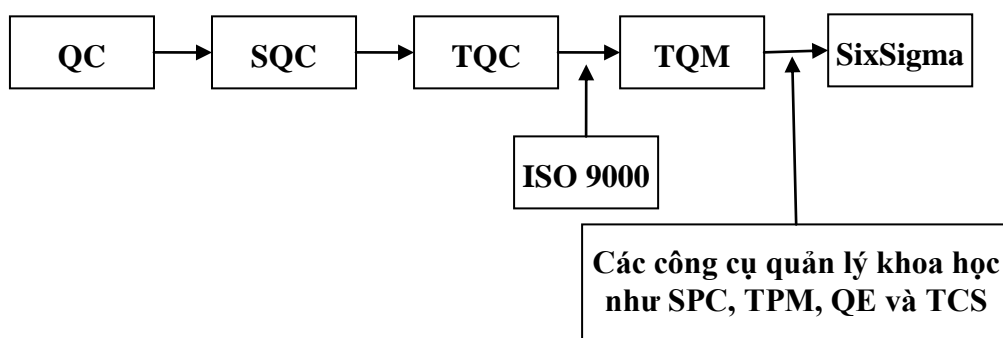 QC
SQC
TQC
TQM
SixSigma
ISO 9000
Các công cụ quản lý khoa học
như SPC, TPM, QE và TCS